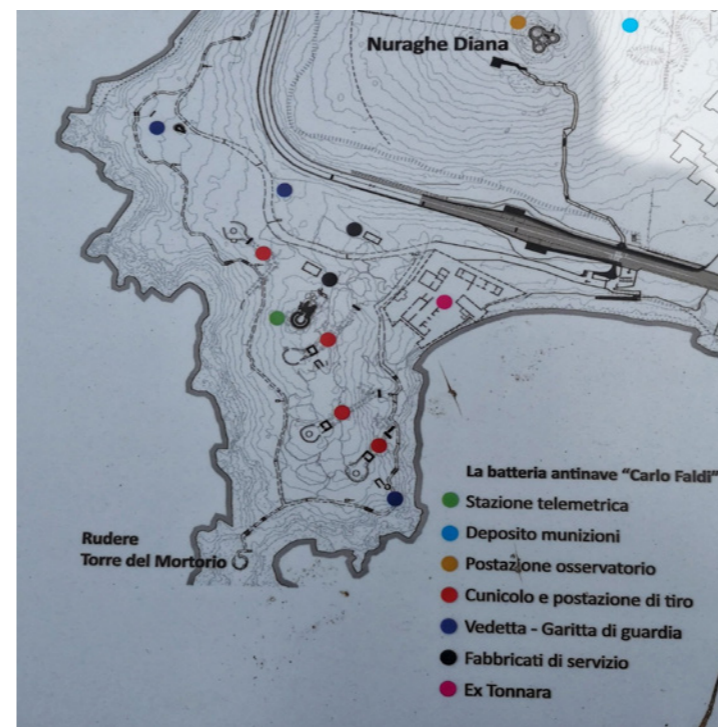 Nuraghe Diana
La batteria antinave “Carlo Faldi”
Stazione telemetrica
Deposito munizioni
Postazione osservatorio
Cunicolo e postazione di tiro
Vedetta - Garitta di guardia
Fabbricati di servizio
Ex Tonnara
Rudere
Torre del Mortorio